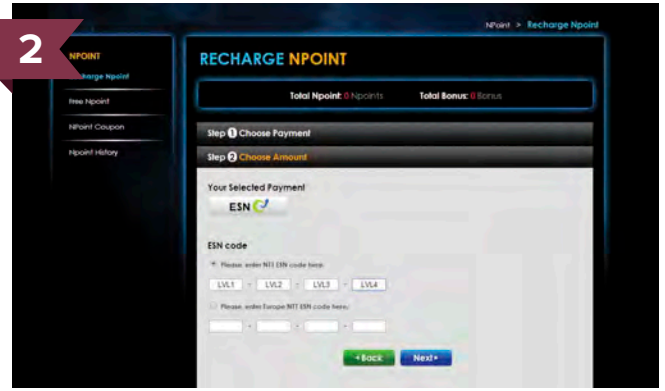 NPoint > Recharge Npoint
2
NPOINT
Recharge Npoint
Free Npoint
NPoint Coupon
Npoint History
RECHARGE NPOINT
Total Npoint: 0 Npoints Total Bonus: 0 Bonus
Step 1 Choose Payment
Step 2 Choose Amount
Your Selected Payment
ESN
ESN code
Please, enter NTT ESN code here:
LVL1 - LVL2 - LVL3 - LVL4
Please, enter Europe NTT ESN code here:
- - -
Back Next